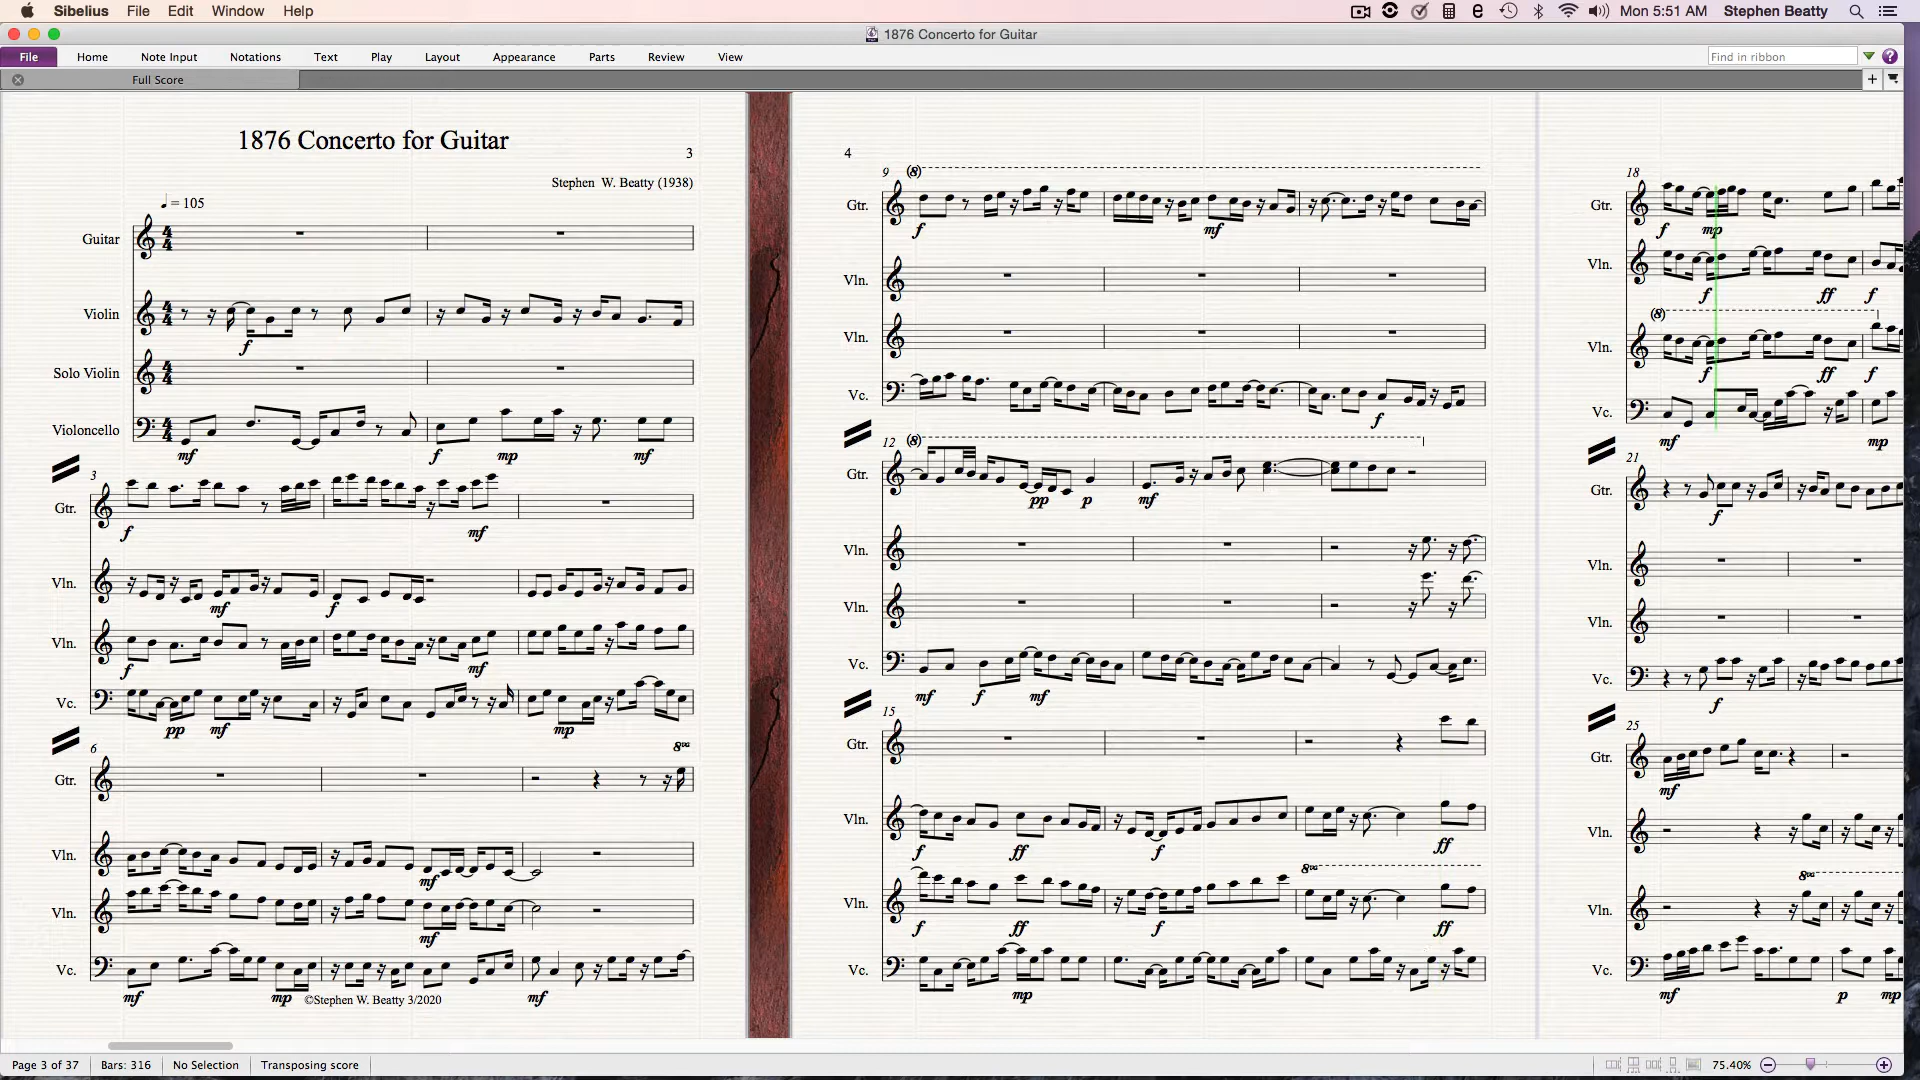 Sibelius File Edit Window Help Mon 5:51 AM Stephen Beatty
1876 Concerto for Guitar
File Home Note Input Notations Text Play Layout Appearance Parts Review View Find in ribbon
Full Score
1876 Concerto for Guitar
3
Stephen W. Beatty (1938)
= 105
Guitar
Violin
f
Solo Violin
Violoncello
mf f mp mf
3
Gtr.
f mf
Vln.
mf f
Vln.
f mf
Vc.
pp mf mp
6
8va
Gtr.
Vln.
mf
Vln.
mf
Vc.
mf mp mf
©Stephen W. Beatty 3/2020
4
9 (8)
Gtr.
f mf
Vln.
Vln.
Vc.
f
12 (8)
Gtr.
pp p mf
Vln.
Vln.
Vc.
mf f mf
15
Gtr.
Vln.
f ff f ff
8va
Vln.
f ff f ff
Vc.
mp
18
Gtr.
f mp
Vln.
f ff f
(8)
Vln.
f ff f
Vc.
mf mp
21
Gtr.
f
Vln.
Vln.
Vc.
f
25
Gtr.
mf
Vln.
8va
Vln.
Vc.
mf p mp
Page 3 of 37 Bars: 316 No Selection Transposing score 75.40%